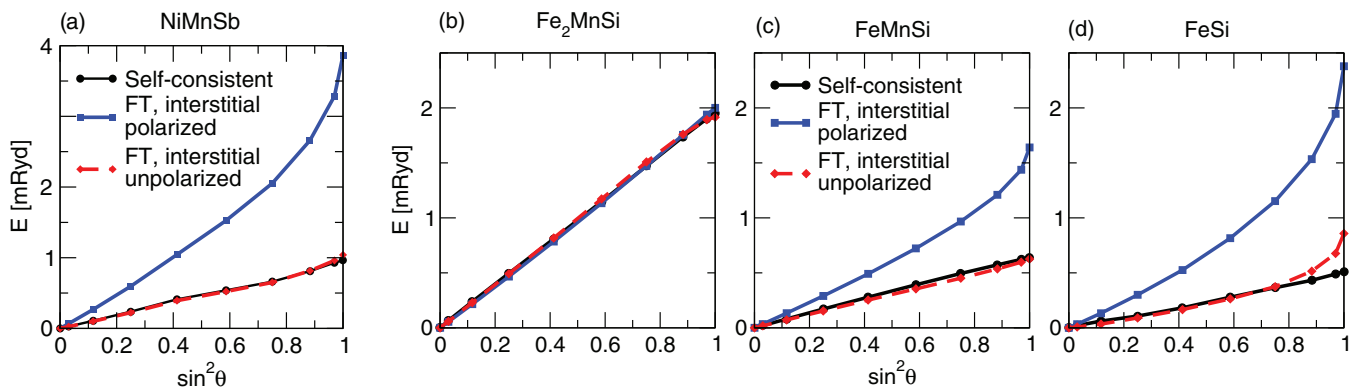 (a) NiMnSb
4
2
0
E [mRyd]
Self-consistent
FT, interstitial
polarized
FT, interstitial
unpolarized
0 0.2 0.4 0.6 0.8 1
sin²θ
(b) Fe₂MnSi
2
1
0
E [mRyd]
0 0.2 0.4 0.6 0.8 1
(c) FeMnSi
2
1
0
Self-consistent
FT, interstitial
polarized
FT, interstitial
unpolarized
0 0.2 0.4 0.6 0.8 1
sin²θ
(d) FeSi
2
1
0
0 0.2 0.4 0.6 0.8 1